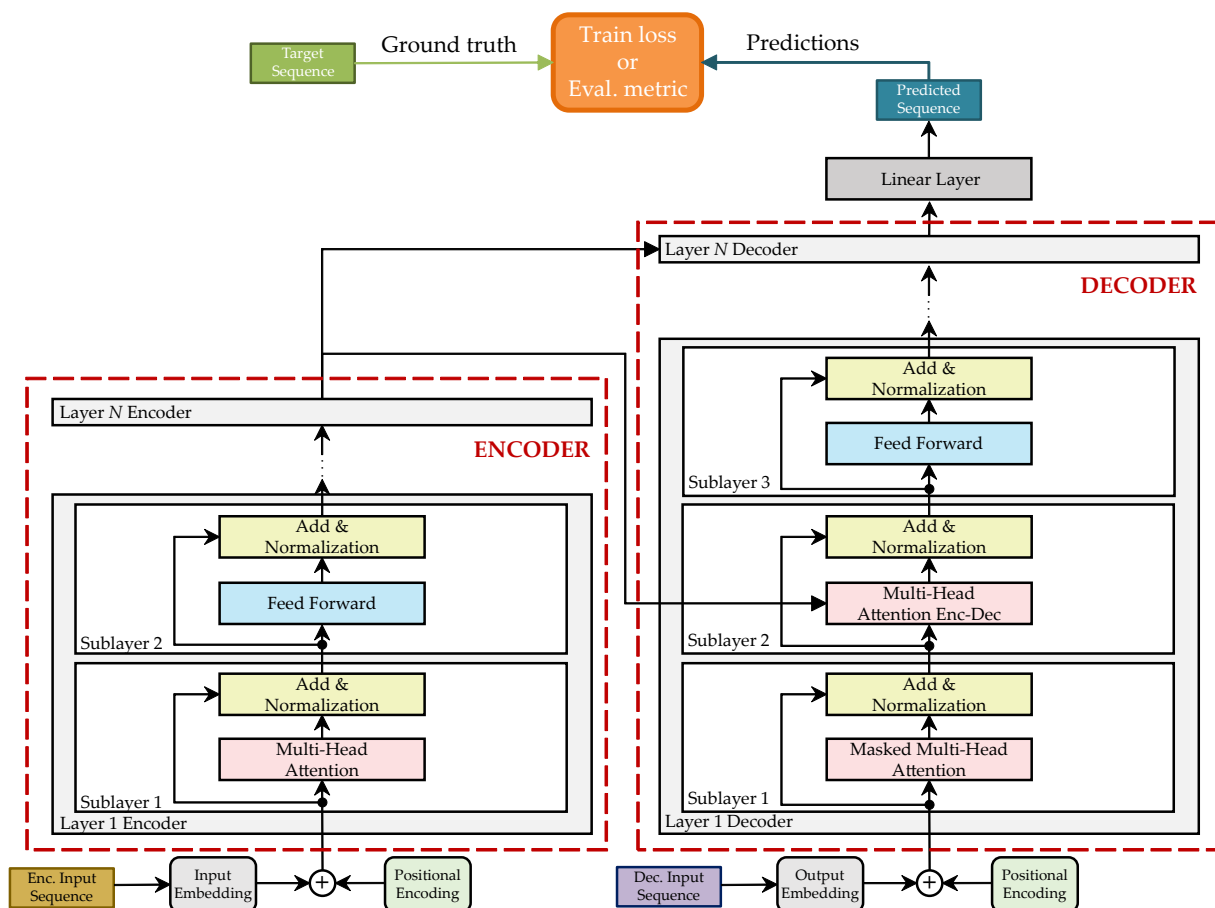 Target
Sequence
Ground truth
Train loss
or
Eval. metric
Predictions
Predicted
Sequence
Linear Layer
Layer N Decoder
DECODER
Add &
Normalization
Feed Forward
Sublayer 3
Add &
Normalization
Multi-Head
Attention Enc-Dec
Sublayer 2
Add &
Normalization
Masked Multi-Head
Attention
Sublayer 1
Layer 1 Decoder
Layer N Encoder
ENCODER
Add &
Normalization
Feed Forward
Sublayer 2
Add &
Normalization
Multi-Head
Attention
Sublayer 1
Layer 1 Encoder
Enc. Input
Sequence
Input
Embedding
+
Positional
Encoding
Dec. Input
Sequence
Output
Embedding
+
Positional
Encoding